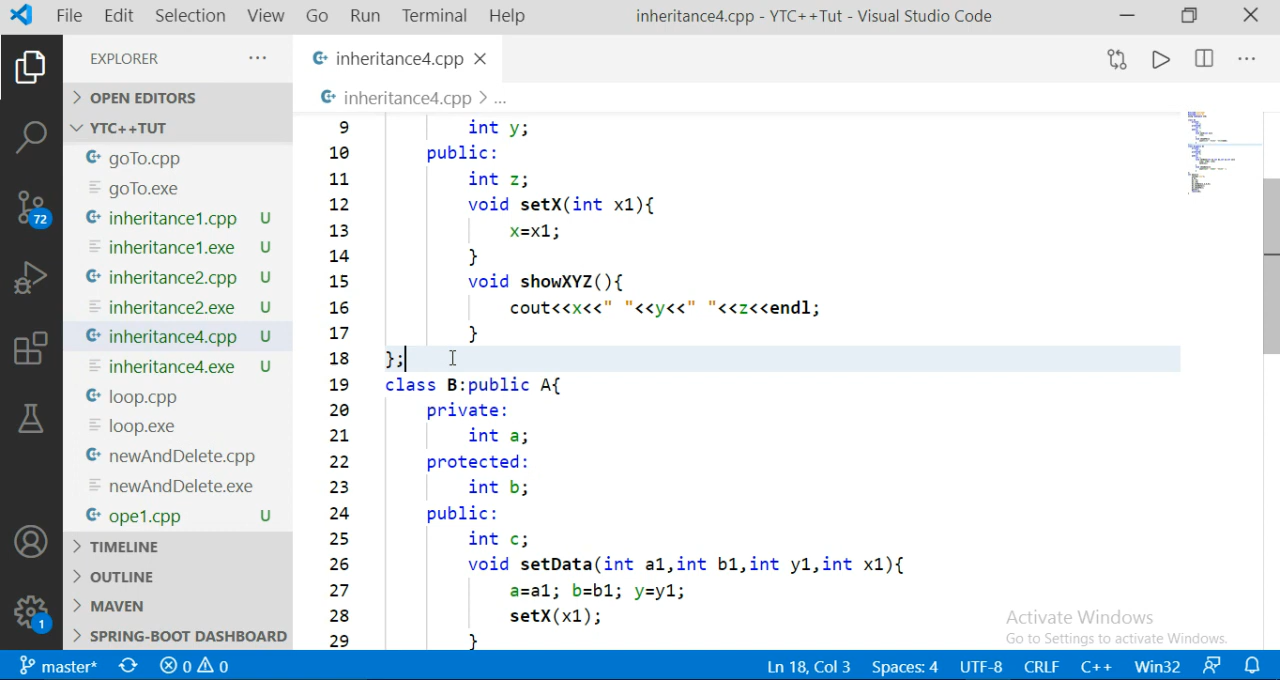 File Edit Selection View Go Run Terminal Help inheritance4.cpp - YTC++Tut - Visual Studio Code
EXPLORER ... inheritance4.cpp
OPEN EDITORS
inheritance4.cpp > ...
YTC++TUT
goTo.cpp
goTo.exe
inheritance1.cpp U
inheritance1.exe U
inheritance2.cpp U
inheritance2.exe U
inheritance4.cpp U
inheritance4.exe U
loop.cpp
loop.exe
newAndDelete.cpp
newAndDelete.exe
ope1.cpp U
TIMELINE
OUTLINE
MAVEN
SPRING-BOOT DASHBOARD
72
1
9 int y;
10 public:
11 int z;
12 void setX(int x1){
13 x=x1;
14 }
15 void showXYZ(){
16 cout<<x<<" "<<y<<" "<<z<<endl;
17 }
18 };
19 class B:public A{
20 private:
21 int a;
22 protected:
23 int b;
24 public:
25 int c;
26 void setData(int a1,int b1,int y1,int x1){
27 a=a1; b=b1; y=y1;
28 setX(x1);
29 }
Activate Windows
Go to Settings to activate Windows.
master* 0 0 Ln 18, Col 3 Spaces: 4 UTF-8 CRLF C++ Win32